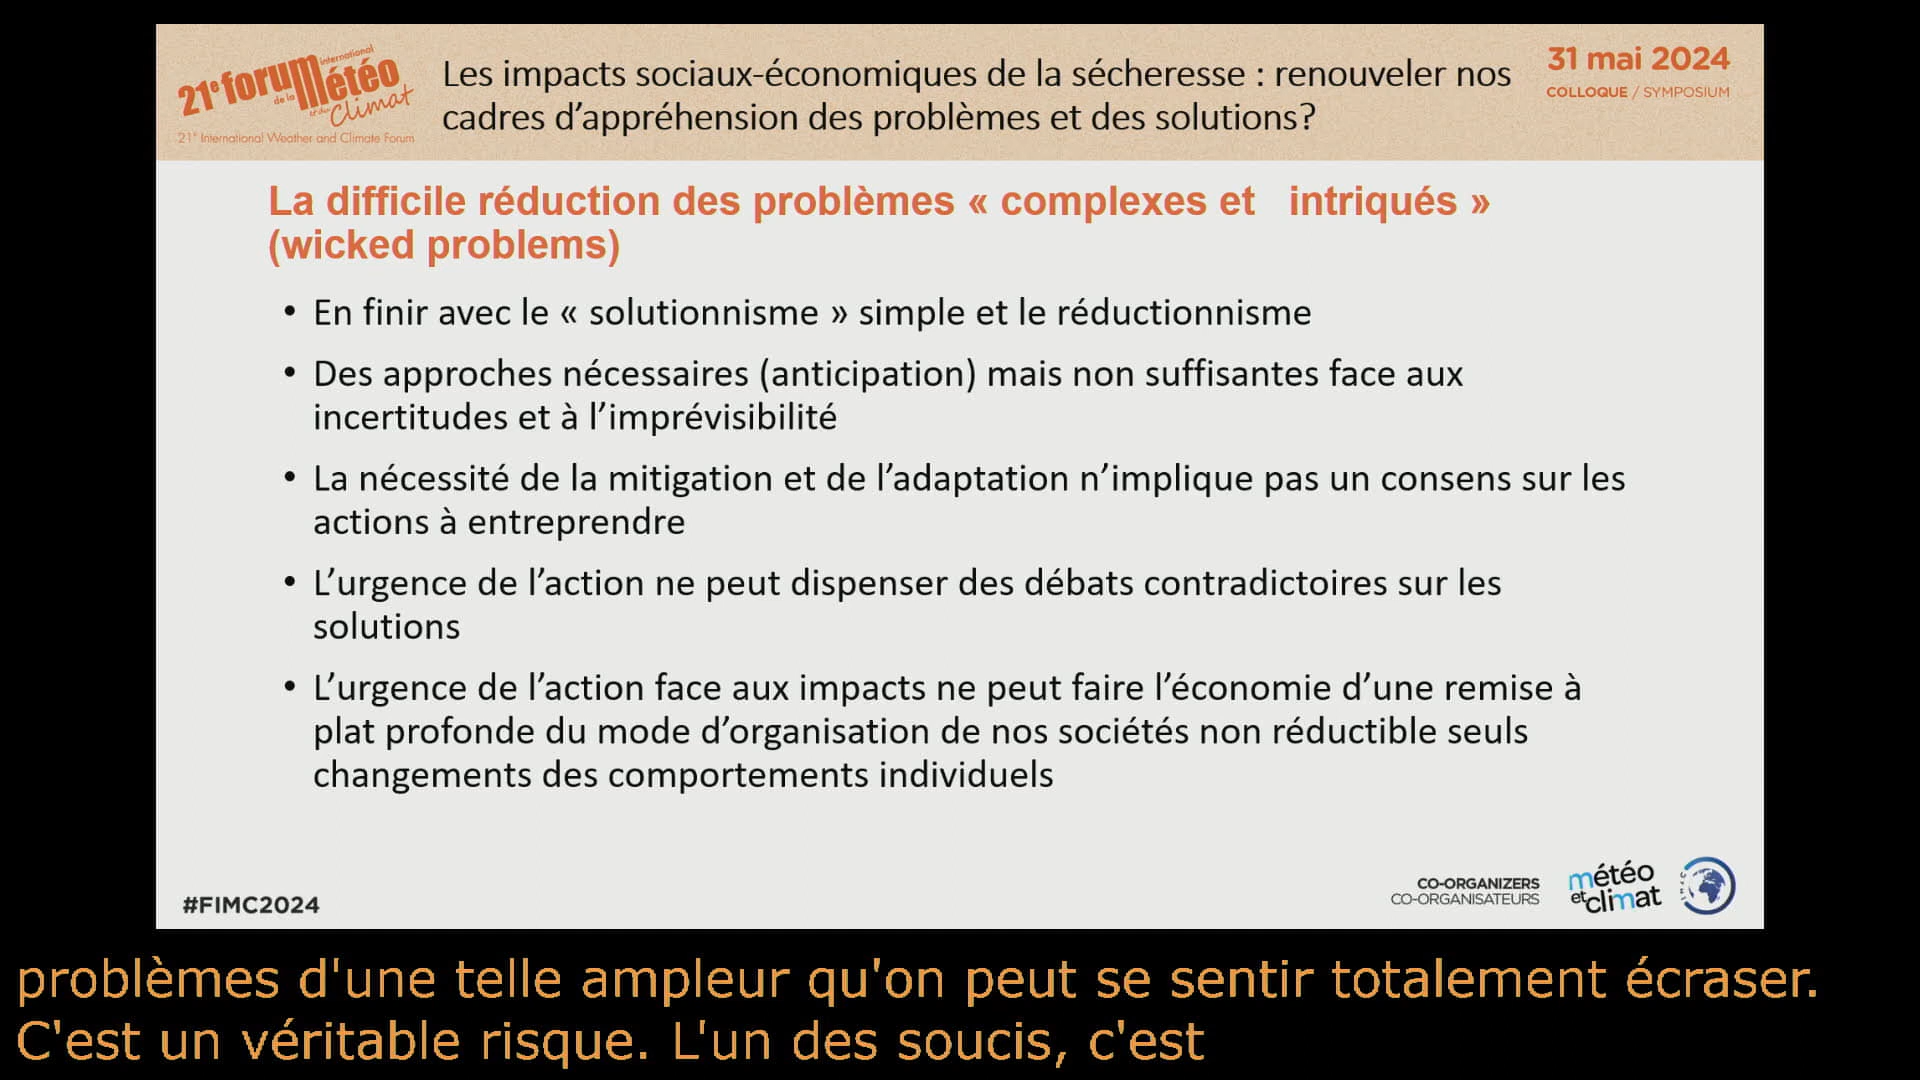 21e forum international
de la météo
et du Climat
21e International Weather and Climate Forum
Les impacts sociaux-économiques de la sécheresse : renouveler nos
cadres d’appréhension des problèmes et des solutions?
31 mai 2024
COLLOQUE / SYMPOSIUM
La difficile réduction des problèmes « complexes et intriqués »
(wicked problems)
• En finir avec le « solutionnisme » simple et le réductionnisme
• Des approches nécessaires (anticipation) mais non suffisantes face aux
incertitudes et à l’imprévisibilité
• La nécessité de la mitigation et de l’adaptation n’implique pas un consens sur les
actions à entreprendre
• L’urgence de l’action ne peut dispenser des débats contradictoires sur les
solutions
• L’urgence de l’action face aux impacts ne peut faire l’économie d’une remise à
plat profonde du mode d’organisation de nos sociétés non réductible seuls
changements des comportements individuels
#FIMC2024
CO-ORGANIZERS
CO-ORGANISATEURS
météo
et climat
problèmes d'une telle ampleur qu'on peut se sentir totalement écraser.
C'est un véritable risque. L'un des soucis, c'est